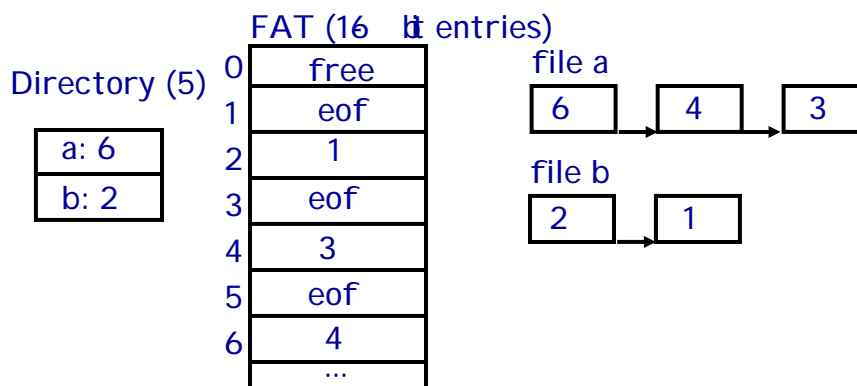 FAT (16-bit entries)
Directory (5)
a: 6
b: 2
0 free
1 eof
2 1
3 eof
4 3
5 eof
6 4
...
file a
6 4 3
file b
2 1